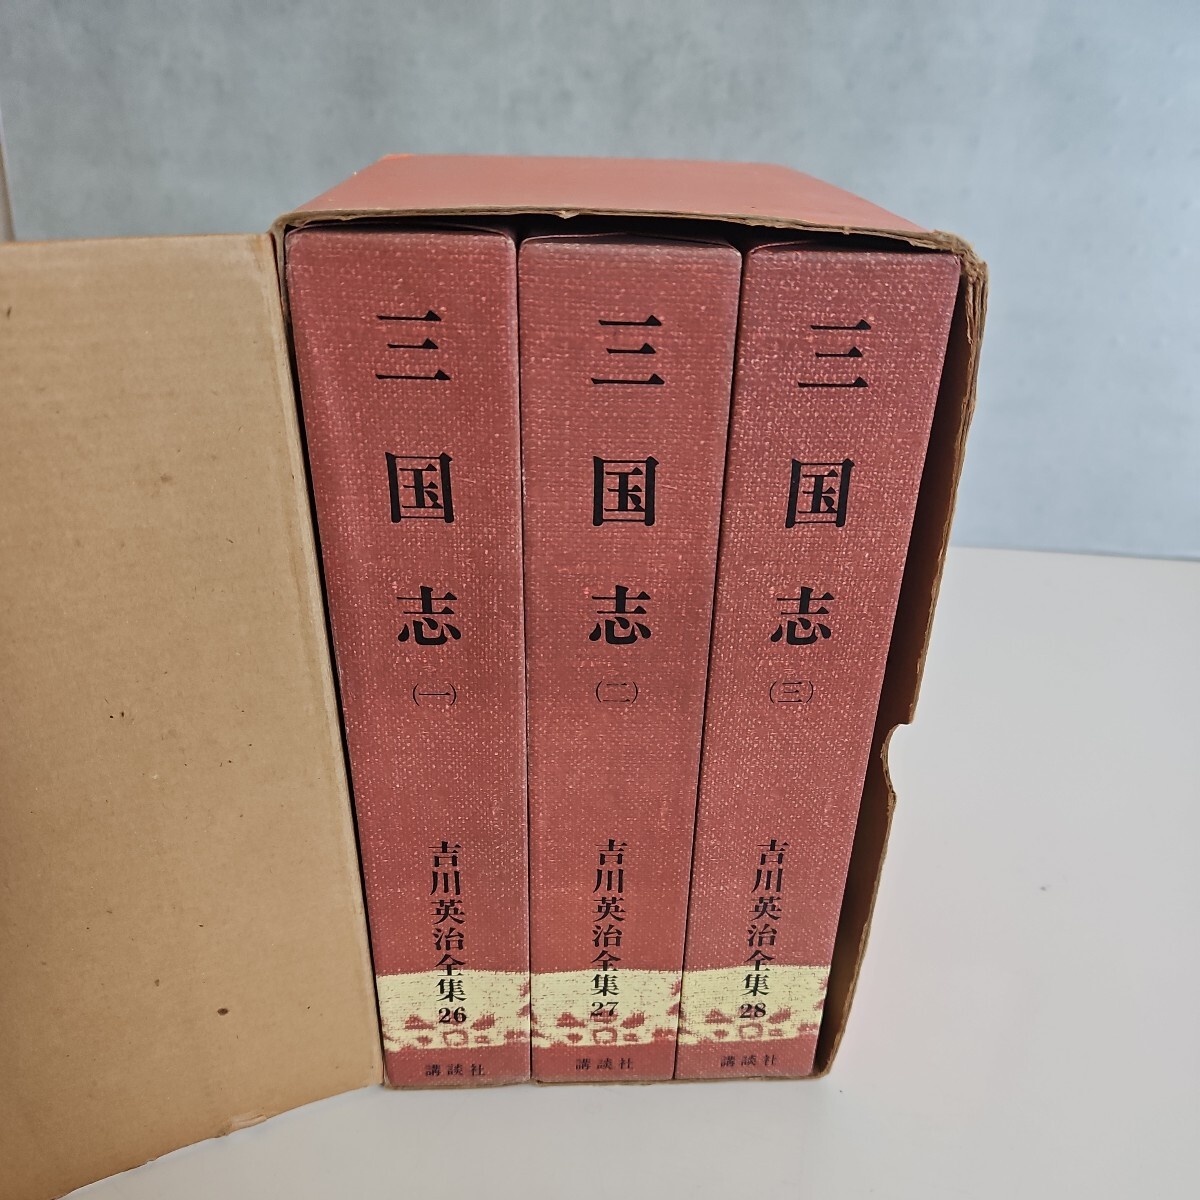 三国志
(一)
吉川英治全集
26
講談社
三国志
(二)
吉川英治全集
27
講談社
三国志
(三)
吉川英治全集
28
講談社